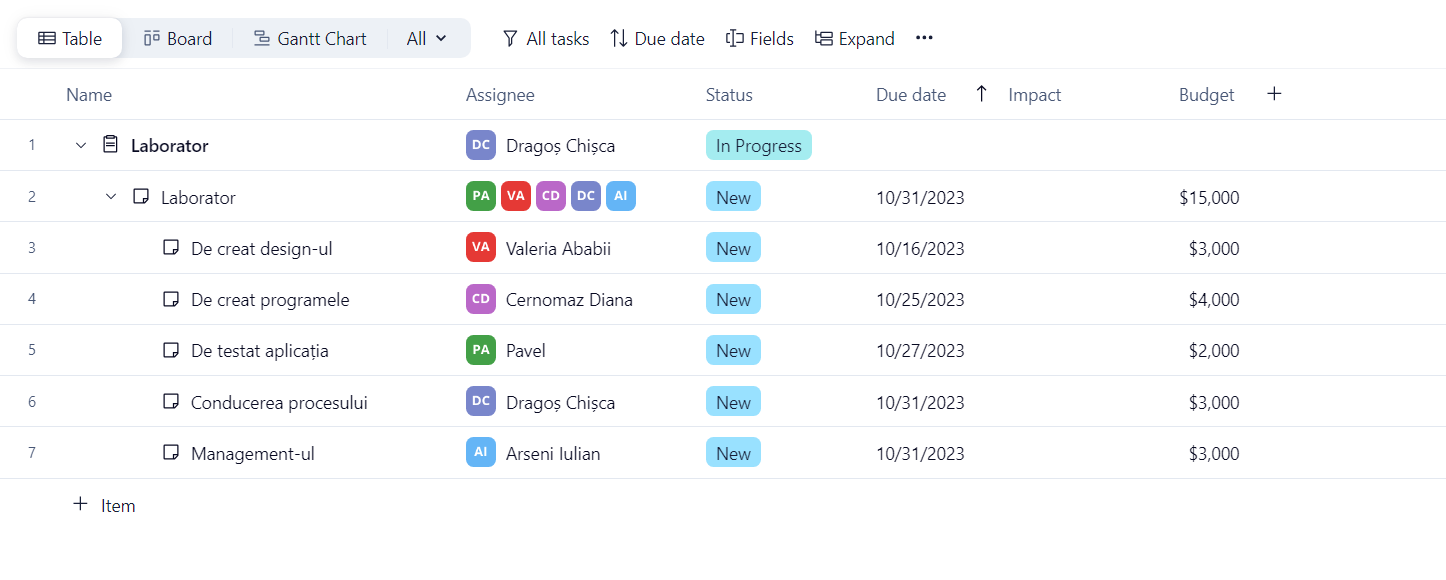 Table Board Gantt Chart All All tasks Due date Fields Expand
Name Assignee Status Due date Impact Budget
1 Laborator DC Dragoș Chișca In Progress
2 Laborator PA VA CD DC AI New 10/31/2023 $15,000
3 De creat design-ul VA Valeria Ababii New 10/16/2023 $3,000
4 De creat programele CD Cernomaz Diana New 10/25/2023 $4,000
5 De testat aplicația PA Pavel New 10/27/2023 $2,000
6 Conducerea procesului DC Dragoș Chișca New 10/31/2023 $3,000
7 Management-ul AI Arseni Iulian New 10/31/2023 $3,000
+ Item